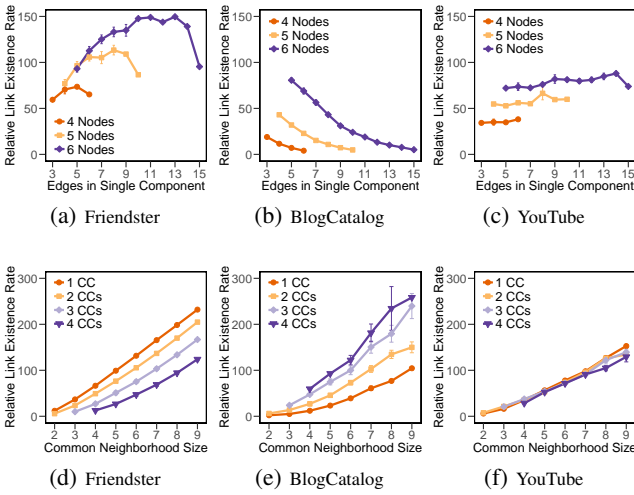 Relative Link Existence Rate
150
100
50
0
4 Nodes
5 Nodes
6 Nodes
3 5 7 9 11 13 15
Edges in Single Component
(a) Friendster
Relative Link Existence Rate
150
100
50
0
4 Nodes
5 Nodes
6 Nodes
3 5 7 9 11 13 15
Edges in Single Component
(b) BlogCatalog
Relative Link Existence Rate
150
100
50
0
4 Nodes
5 Nodes
6 Nodes
3 5 7 9 11 13 15
Edges in Single Component
(c) YouTube
Relative Link Existence Rate
300
200
100
0
1 CC
2 CCs
3 CCs
4 CCs
2 3 4 5 6 7 8 9
Common Neighborhood Size
(d) Friendster
Relative Link Existence Rate
300
200
100
0
1 CC
2 CCs
3 CCs
4 CCs
2 3 4 5 6 7 8 9
Common Neighborhood Size
(e) BlogCatalog
Relative Link Existence Rate
300
200
100
0
1 CC
2 CCs
3 CCs
4 CCs
2 3 4 5 6 7 8 9
Common Neighborhood Size
(f) YouTube